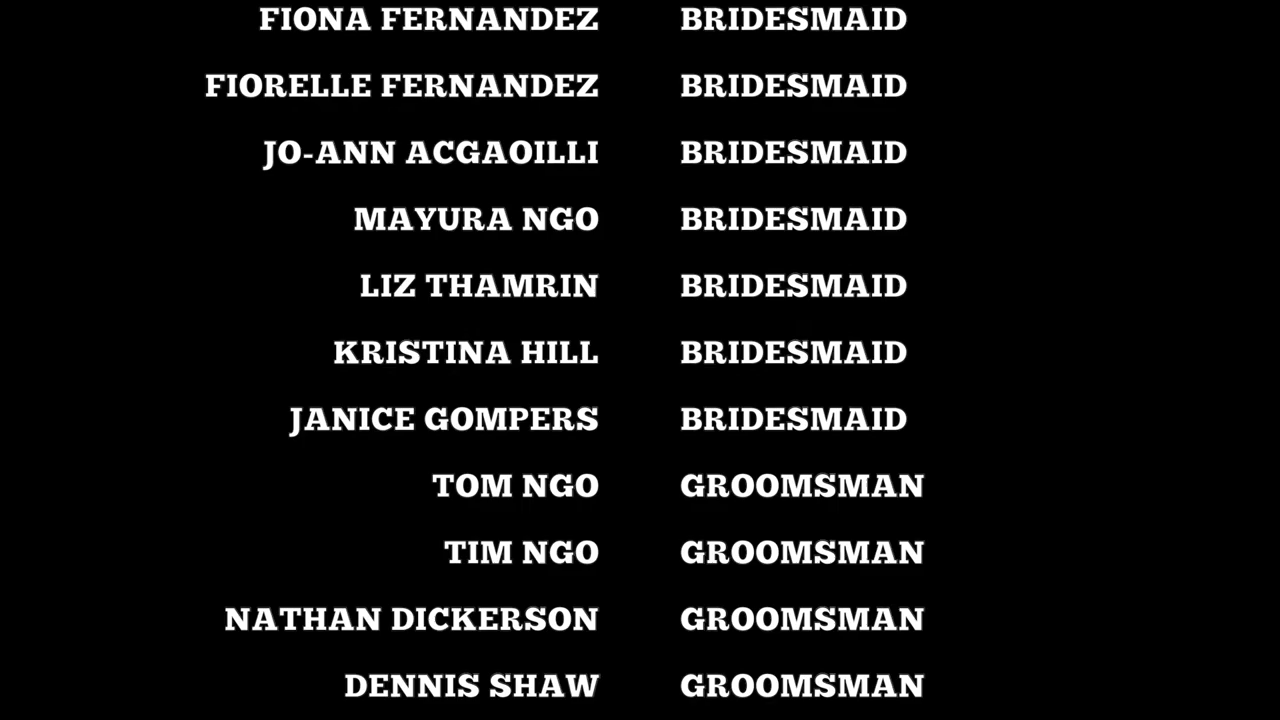 FIONA FERNANDEZ BRIDESMAID
FIORELLE FERNANDEZ BRIDESMAID
JO-ANN ACGAOILLI BRIDESMAID
MAYURA NGO BRIDESMAID
LIZ THAMRIN BRIDESMAID
KRISTINA HILL BRIDESMAID
JANICE GOMPERS BRIDESMAID
TOM NGO GROOMSMAN
TIM NGO GROOMSMAN
NATHAN DICKERSON GROOMSMAN
DENNIS SHAW GROOMSMAN